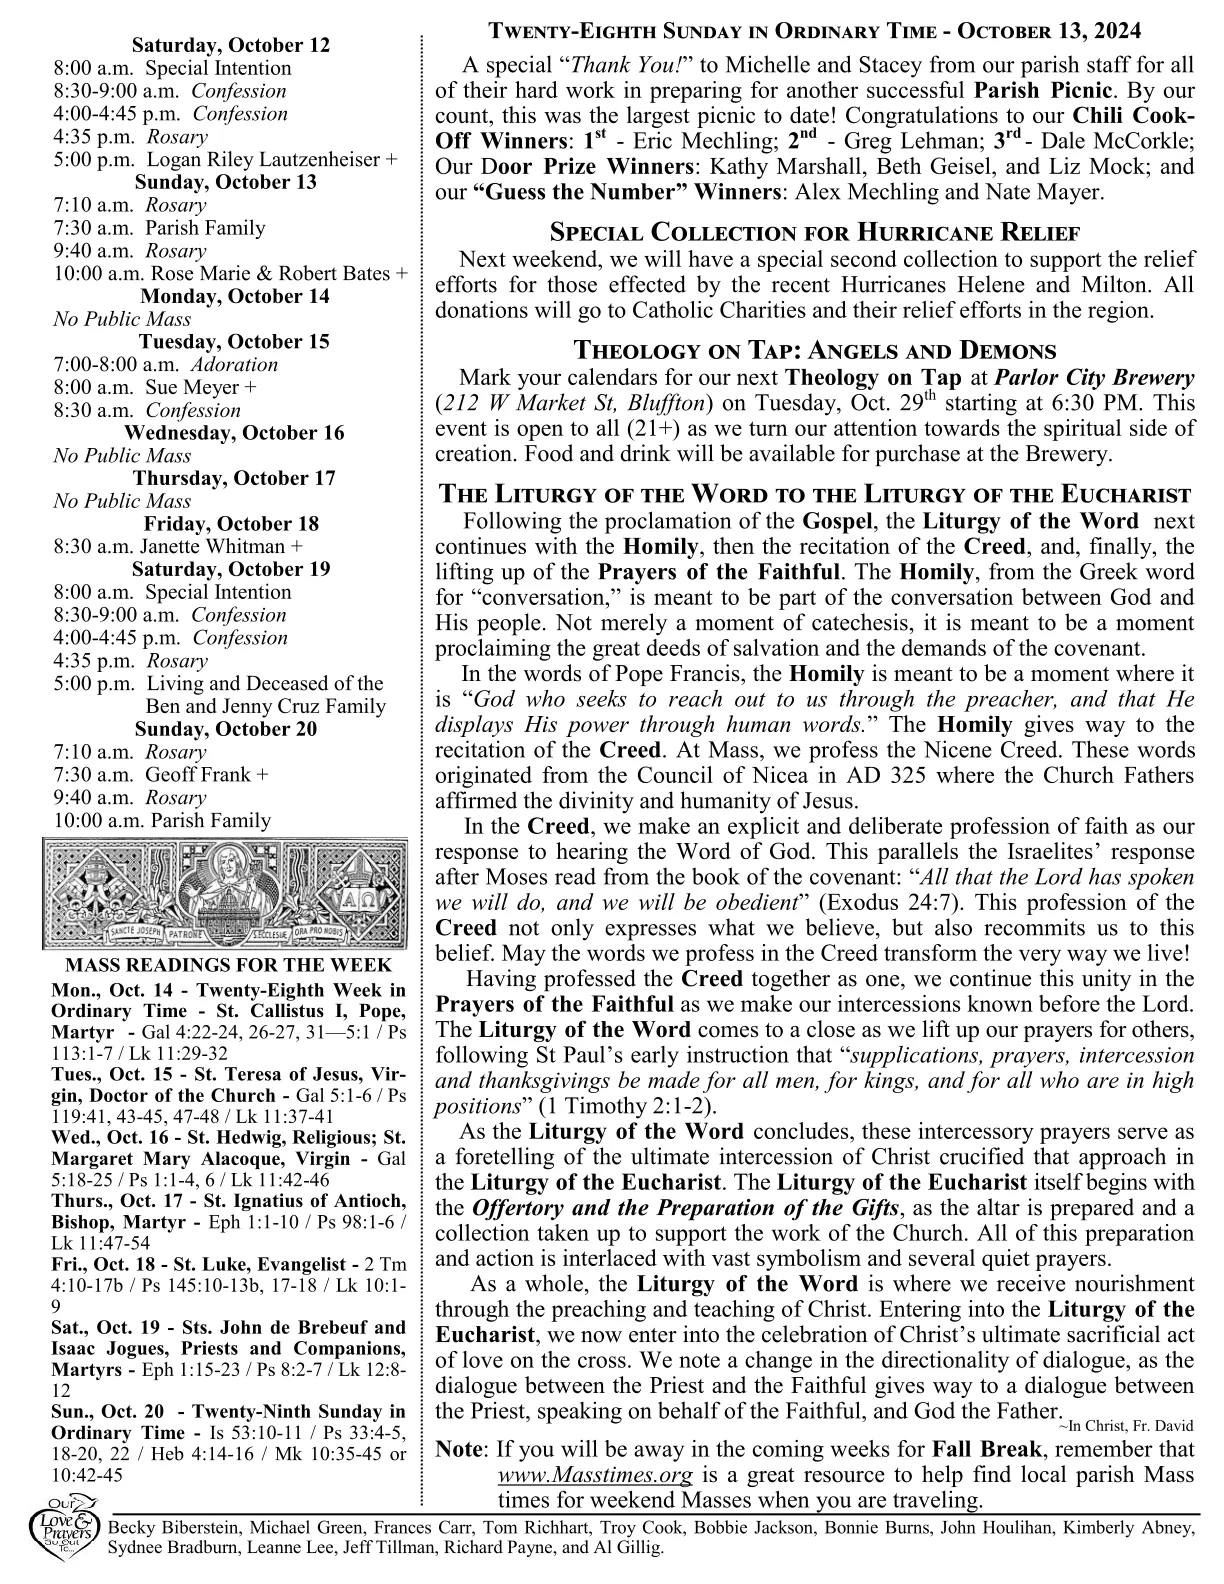 Saturday, October 12
8:00 a.m. Special Intention
8:30-9:00 a.m. Confession
4:00-4:45 p.m. Confession
4:35 p.m. Rosary
5:00 p.m. Logan Riley Lautzenheiser +
Sunday, October 13
7:10 a.m. Rosary
7:30 a.m. Parish Family
9:40 a.m. Rosary
10:00 a.m. Rose Marie & Robert Bates +
Monday, October 14
No Public Mass
Tuesday, October 15
7:00-8:00 a.m. Adoration
8:00 a.m. Sue Meyer +
8:30 a.m. Confession
Wednesday, October 16
No Public Mass
Thursday, October 17
No Public Mass
Friday, October 18
8:30 a.m. Janette Whitman +
Saturday, October 19
8:00 a.m. Special Intention
8:30-9:00 a.m. Confession
4:00-4:45 p.m. Confession
4:35 p.m. Rosary
5:00 p.m. Living and Deceased of the
Ben and Jenny Cruz Family
Sunday, October 20
7:10 a.m. Rosary
7:30 a.m. Geoff Frank +
9:40 a.m. Rosary
10:00 a.m. Parish Family
SANCTE JOSEPH PATRONE S.ECCLESIE ORA PRO NOBIS
Α Ω
MASS READINGS FOR THE WEEK
Mon., Oct. 14 - Twenty-Eighth Week in
Ordinary Time - St. Callistus I, Pope,
Martyr - Gal 4:22-24, 26-27, 31—5:1 / Ps
113:1-7 / Lk 11:29-32
Tues., Oct. 15 - St. Teresa of Jesus, Vir-
gin, Doctor of the Church - Gal 5:1-6 / Ps
119:41, 43-45, 47-48 / Lk 11:37-41
Wed., Oct. 16 - St. Hedwig, Religious; St.
Margaret Mary Alacoque, Virgin - Gal
5:18-25 / Ps 1:1-4, 6 / Lk 11:42-46
Thurs., Oct. 17 - St. Ignatius of Antioch,
Bishop, Martyr - Eph 1:1-10 / Ps 98:1-6 /
Lk 11:47-54
Fri., Oct. 18 - St. Luke, Evangelist - 2 Tm
4:10-17b / Ps 145:10-13b, 17-18 / Lk 10:1-
9
Sat., Oct. 19 - Sts. John de Brebeuf and
Isaac Jogues, Priests and Companions,
Martyrs - Eph 1:15-23 / Ps 8:2-7 / Lk 12:8-
12
Sun., Oct. 20 - Twenty-Ninth Sunday in
Ordinary Time - Is 53:10-11 / Ps 33:4-5,
18-20, 22 / Heb 4:14-16 / Mk 10:35-45 or
10:42-45
Twenty-Eighth Sunday in Ordinary Time - October 13, 2024
A special “Thank You!” to Michelle and Stacey from our parish staff for all
of their hard work in preparing for another successful Parish Picnic. By our
count, this was the largest picnic to date! Congratulations to our Chili Cook-
Off Winners: 1st - Eric Mechling; 2nd - Greg Lehman; 3rd - Dale McCorkle;
Our Door Prize Winners: Kathy Marshall, Beth Geisel, and Liz Mock; and
our “Guess the Number” Winners: Alex Mechling and Nate Mayer.
Special Collection for Hurricane Relief
Next weekend, we will have a special second collection to support the relief
efforts for those effected by the recent Hurricanes Helene and Milton. All
donations will go to Catholic Charities and their relief efforts in the region.
Theology on Tap: Angels and Demons
Mark your calendars for our next Theology on Tap at Parlor City Brewery
(212 W Market St, Bluffton) on Tuesday, Oct. 29th starting at 6:30 PM. This
event is open to all (21+) as we turn our attention towards the spiritual side of
creation. Food and drink will be available for purchase at the Brewery.
The Liturgy of the Word to the Liturgy of the Eucharist
Following the proclamation of the Gospel, the Liturgy of the Word next
continues with the Homily, then the recitation of the Creed, and, finally, the
lifting up of the Prayers of the Faithful. The Homily, from the Greek word
for “conversation,” is meant to be part of the conversation between God and
His people. Not merely a moment of catechesis, it is meant to be a moment
proclaiming the great deeds of salvation and the demands of the covenant.
In the words of Pope Francis, the Homily is meant to be a moment where it
is “God who seeks to reach out to us through the preacher, and that He
displays His power through human words.” The Homily gives way to the
recitation of the Creed. At Mass, we profess the Nicene Creed. These words
originated from the Council of Nicea in AD 325 where the Church Fathers
affirmed the divinity and humanity of Jesus.
In the Creed, we make an explicit and deliberate profession of faith as our
response to hearing the Word of God. This parallels the Israelites’ response
after Moses read from the book of the covenant: “All that the Lord has spoken
we will do, and we will be obedient” (Exodus 24:7). This profession of the
Creed not only expresses what we believe, but also recommits us to this
belief. May the words we profess in the Creed transform the very way we live!
Having professed the Creed together as one, we continue this unity in the
Prayers of the Faithful as we make our intercessions known before the Lord.
The Liturgy of the Word comes to a close as we lift up our prayers for others,
following St Paul’s early instruction that “supplications, prayers, intercession
and thanksgivings be made for all men, for kings, and for all who are in high
positions” (1 Timothy 2:1-2).
As the Liturgy of the Word concludes, these intercessory prayers serve as
a foretelling of the ultimate intercession of Christ crucified that approach in
the Liturgy of the Eucharist. The Liturgy of the Eucharist itself begins with
the Offertory and the Preparation of the Gifts, as the altar is prepared and a
collection taken up to support the work of the Church. All of this preparation
and action is interlaced with vast symbolism and several quiet prayers.
As a whole, the Liturgy of the Word is where we receive nourishment
through the preaching and teaching of Christ. Entering into the Liturgy of the
Eucharist, we now enter into the celebration of Christ’s ultimate sacrificial act
of love on the cross. We note a change in the directionality of dialogue, as the
dialogue between the Priest and the Faithful gives way to a dialogue between
the Priest, speaking on behalf of the Faithful, and God the Father.
~In Christ, Fr. David
Note: If you will be away in the coming weeks for Fall Break, remember that
www.Masstimes.org is a great resource to help find local parish Mass
times for weekend Masses when you are traveling.
Our
Love &
Prayers
Go Out
To...
Becky Biberstein, Michael Green, Frances Carr, Tom Richhart, Troy Cook, Bobbie Jackson, Bonnie Burns, John Houlihan, Kimberly Abney,
Sydnee Bradburn, Leanne Lee, Jeff Tillman, Richard Payne, and Al Gillig.